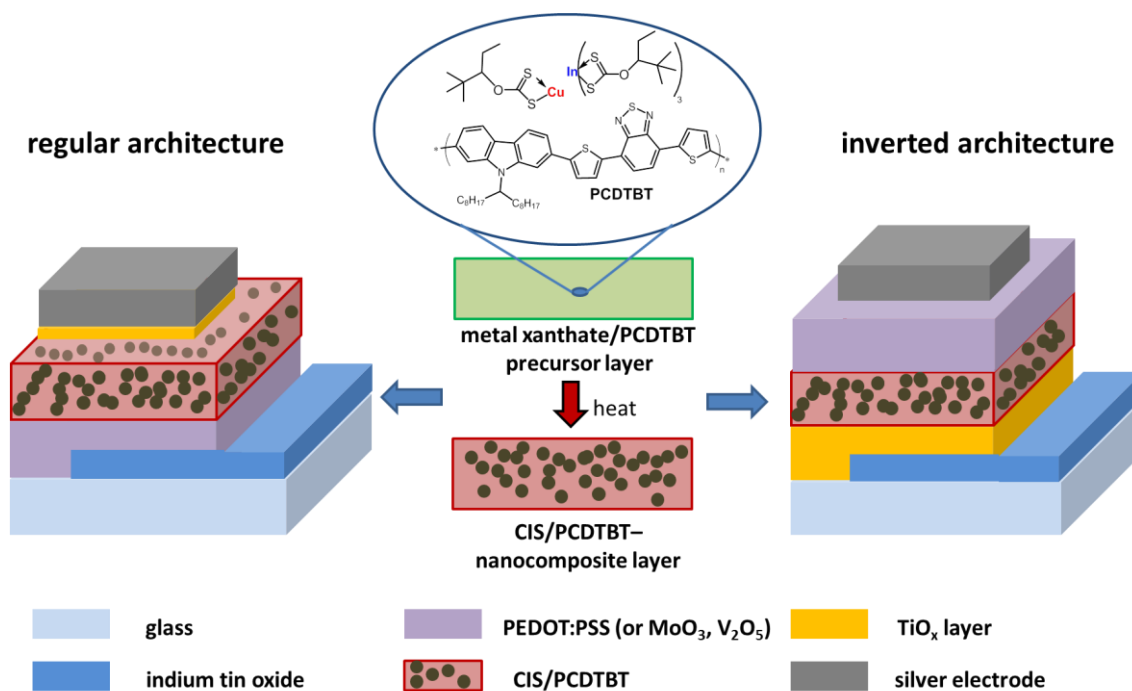 S
O
S
Cu
In
S
S
O
3
N
S
N
S
S
N
*
*
n
C₈H₁₇
C₈H₁₇
PCDTBT
regular architecture
inverted architecture
metal xanthate/PCDTBT
precursor layer
heat
CIS/PCDTBT–
nanocomposite layer
glass
PEDOT:PSS (or MoO₃, V₂O₅)
TiOₓ layer
indium tin oxide
CIS/PCDTBT
silver electrode